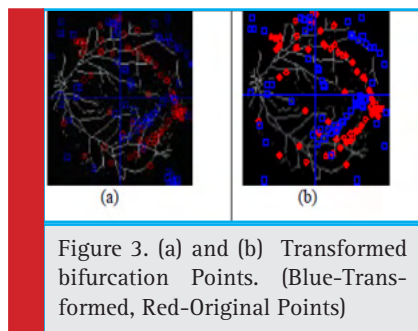 (a) (b)
Figure 3. (a) and (b) Transformed
bifurcation Points. (Blue-Trans-
formed, Red-Original Points)